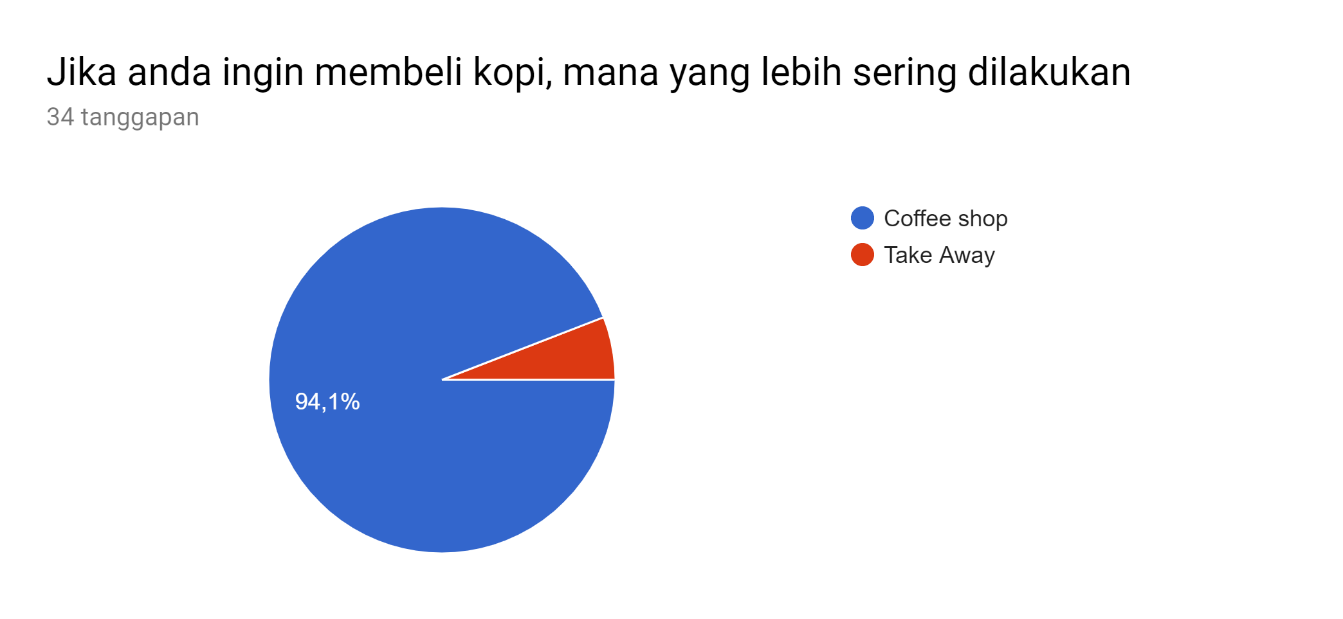 Jika anda ingin membeli kopi, mana yang lebih sering dilakukan
34 tanggapan
Coffee shop
Take Away
94,1%